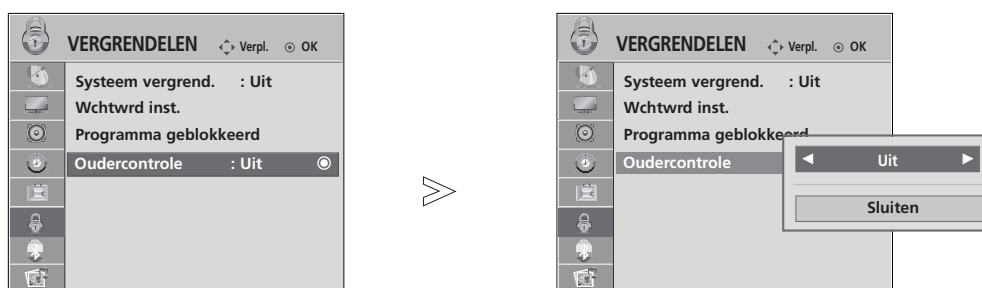 VERGRENDELEN Verpl. OK
Systeem vergrend. : Uit
Wchtwrd inst.
Programma geblokkeerd
Oudercontrole : Uit
VERGRENDELEN Verpl. OK
Systeem vergrend. : Uit
Wchtwrd inst.
Programma geblokkeerd
Oudercontrole
Uit
Sluiten